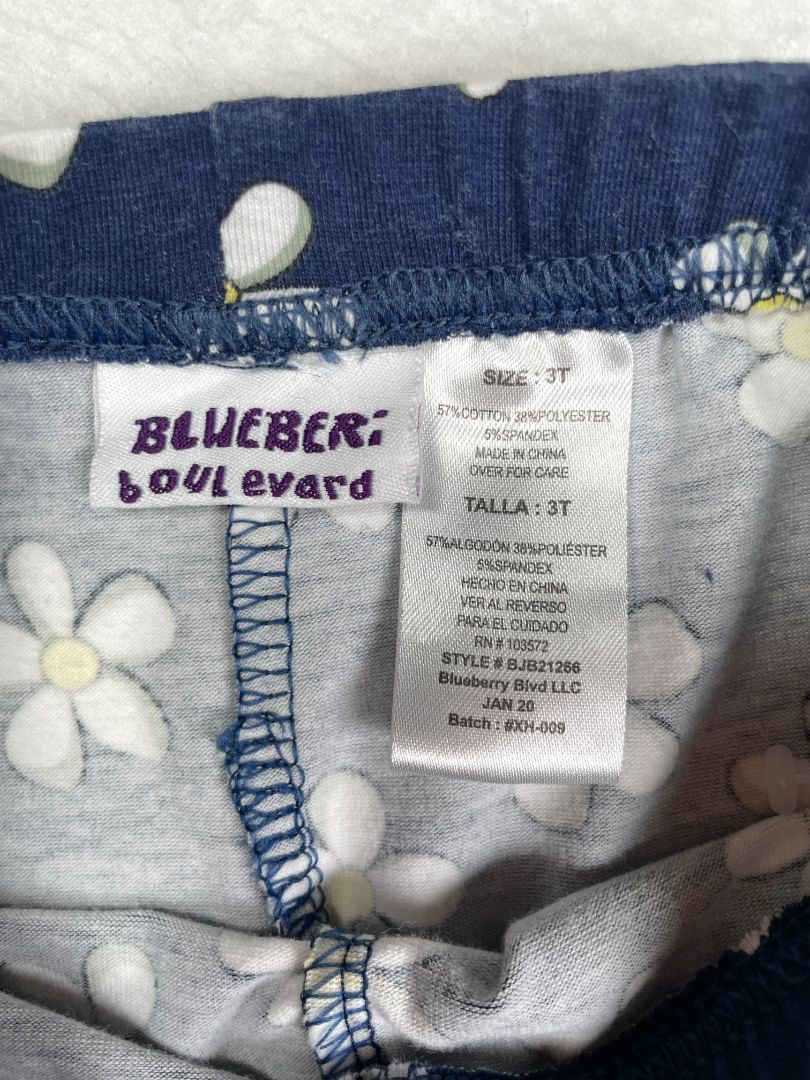 BLUEBERi
boulevard
SIZE : 3T
57%COTTON 38%POLYESTER
5%SPANDEX
MADE IN CHINA
OVER FOR CARE
TALLA : 3T
57%ALGODÓN 38%POLIÉSTER
5%SPANDEX
HECHO EN CHINA
VER AL REVERSO
PARA EL CUIDADO
RN # 103572
STYLE # BJB21266
Blueberry Blvd LLC
JAN 20
Batch : #XH-009